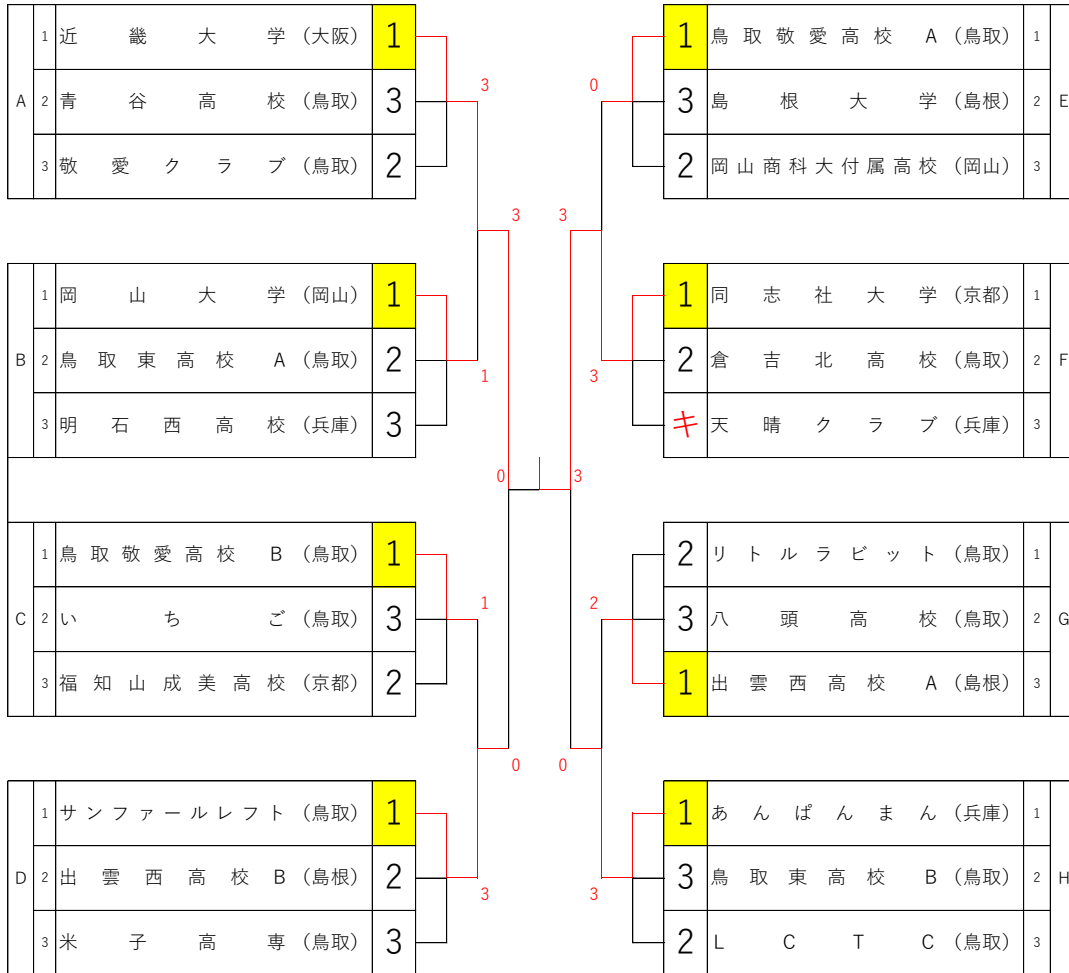 1 近畿大学 (大阪) 1
A 2 青谷高校 (鳥取) 3
3 敬愛クラブ (鳥取) 2
1 岡山大学 (岡山) 1
B 2 鳥取東高校 A (鳥取) 2
3 明石西高校 (兵庫) 3
1 鳥取敬愛高校 B (鳥取) 1
C 2 いちご (鳥取) 3
3 福知山成美高校 (京都) 2
1 サンファールレフト (鳥取) 1
D 2 出雲西高校 B (島根) 2
3 米子高専 (鳥取) 3
3
3
1
0
1
0
3
0
3
3
3
2
0
3
1 鳥取敬愛高校 A (鳥取) 1
3 島根大学 (島根) 2 E
2 岡山商科大付属高校 (岡山) 3
1 同志社大学 (京都) 1
2 倉吉北高校 (鳥取) 2 F
キ 天晴クラブ (兵庫) 3
2 リトルラビット (鳥取) 1
3 八頭高校 (鳥取) 2 G
1 出雲西高校 A (島根) 3
1 あんぱんまん (兵庫) 1
3 鳥取東高校 B (鳥取) 2 H
2 LCTC (鳥取) 3